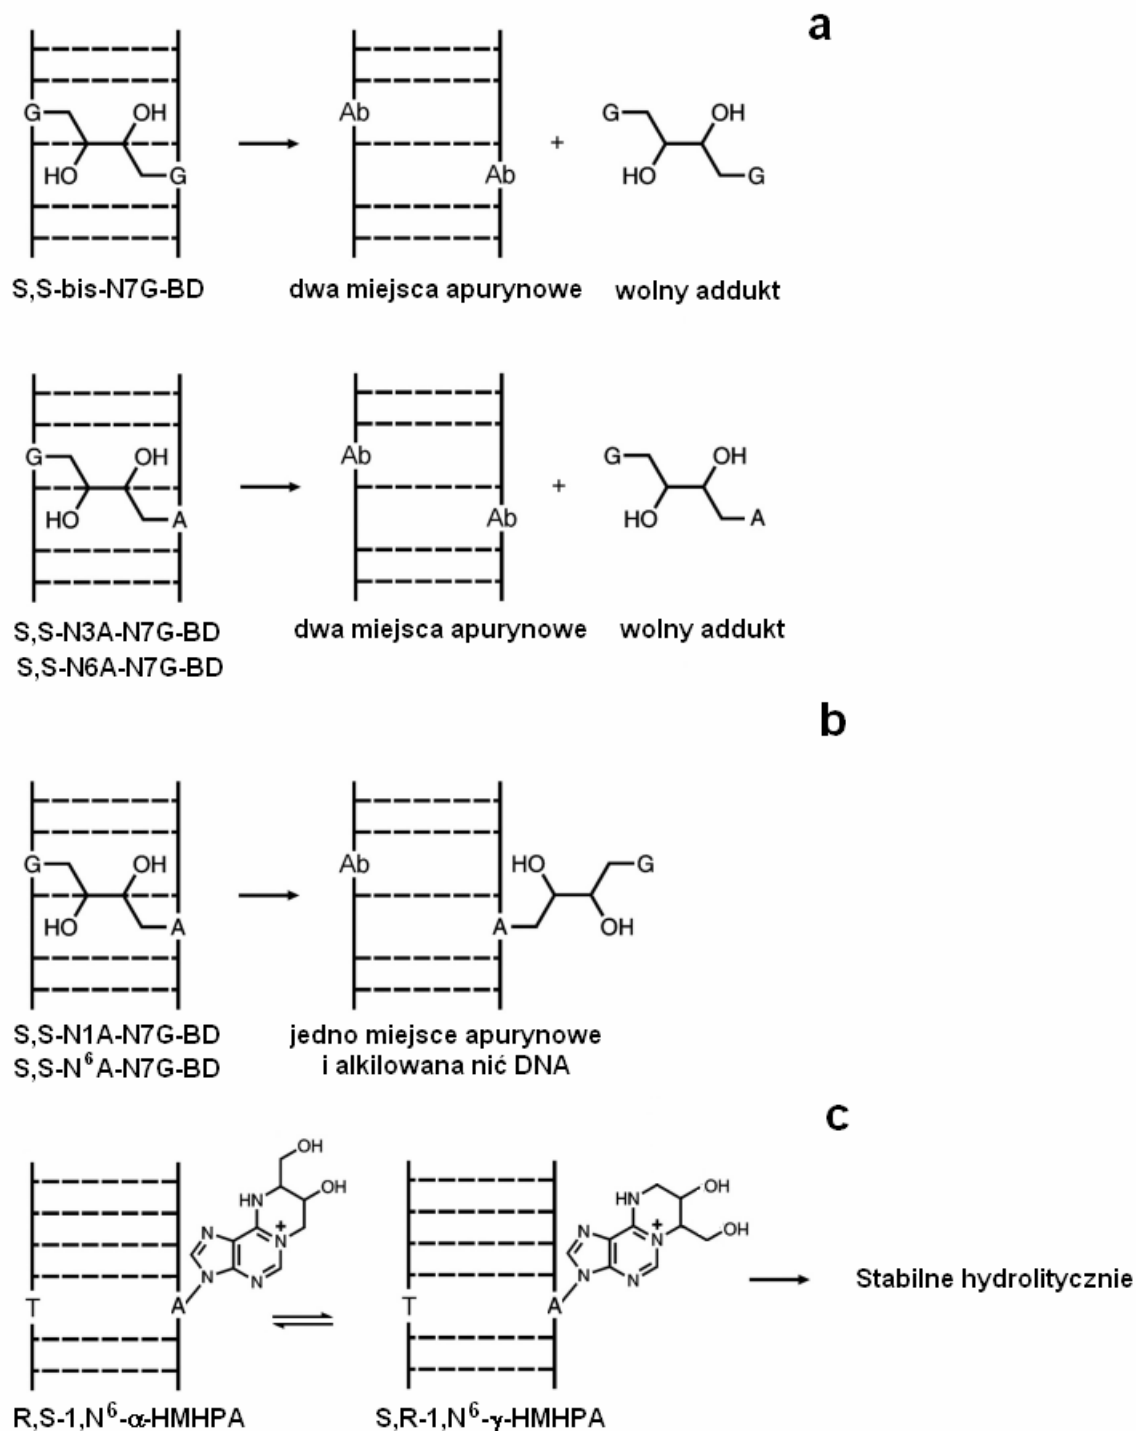 a
G OH Ab G OH
HO G Ab + HO G
S,S-bis-N7G-BD dwa miejsca apurynowe wolny addukt
G OH Ab G OH
HO A Ab + HO A
S,S-N3A-N7G-BD dwa miejsca apurynowe wolny addukt
S,S-N6A-N7G-BD
b
G OH Ab HO G
HO A A OH
S,S-N1A-N7G-BD jedno miejsce apurynowe
S,S-N⁶A-N7G-BD i alkilowana nić DNA
c
OH
HN OH HN OH
N N + N N + OH
N N N N
T A T A Stabilne hydrolitycznie
R,S-1,N⁶-α-HMHPA S,R-1,N⁶-γ-HMHPA